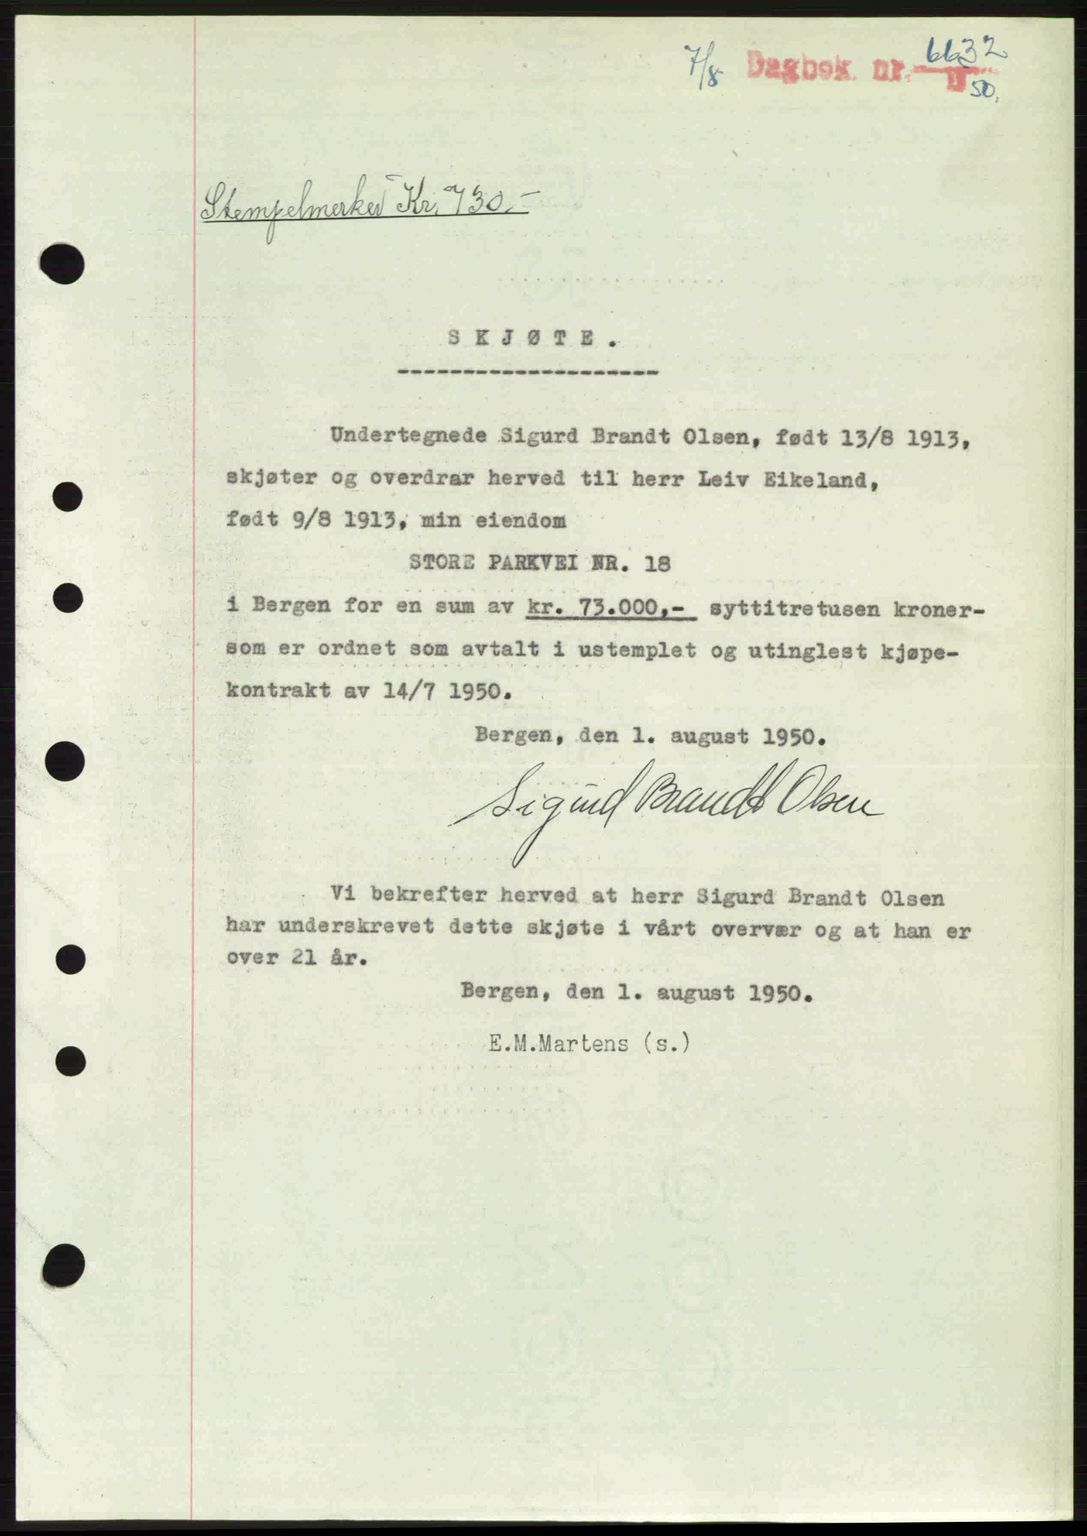 7/8 Dagbok nr. 6632
D 50.
Stempelmerker Kr. 730.-
SKJØTE.
--------------------
Undertegnede Sigurd Brandt Olsen, født 13/8 1913,
skjøter og overdrar herved til herr Leiv Eikeland,
født 9/8 1913, min eiendom
STORE PARKVEI NR. 18
i Bergen for en sum av kr. 73.000,- syttitretusen kroner-
som er ordnet som avtalt i ustemplet og utinglest kjøpe-
kontrakt av 14/7 1950.
Bergen, den 1. august 1950.
Sigurd Brandt Olsen
Vi bekrefter herved at herr Sigurd Brandt Olsen
har underskrevet dette skjøte i vårt overvær og at han er
over 21 år.
Bergen, den 1. august 1950.
E.M.Martens (s.)